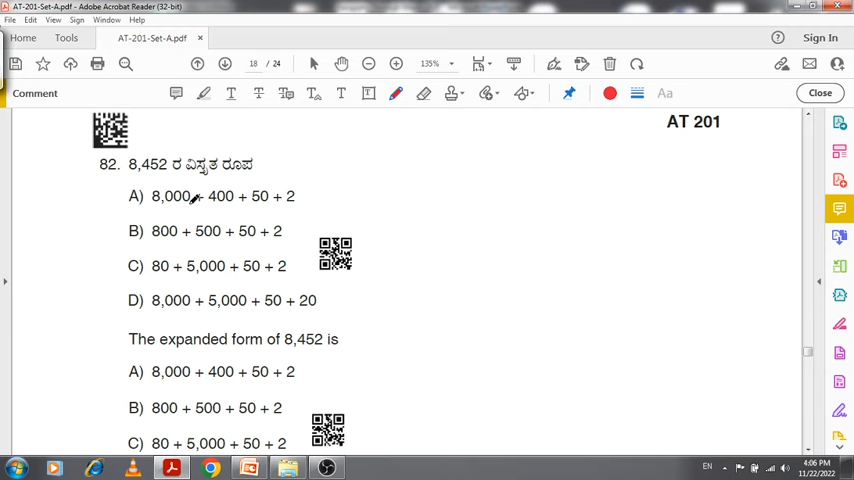 AT-201-Set-A.pdf - Adobe Acrobat Reader (32-bit)
File Edit View Sign Window Help
Home Tools AT-201-Set-A.pdf × Sign In
18 / 24 135%
Comment Aa Close
AT 201
82. 8,452 ರ ವಿಸ್ತೃತ ರೂಪ
A) 8,000 + 400 + 50 + 2
B) 800 + 500 + 50 + 2
C) 80 + 5,000 + 50 + 2
D) 8,000 + 5,000 + 50 + 20
The expanded form of 8,452 is
A) 8,000 + 400 + 50 + 2
B) 800 + 500 + 50 + 2
C) 80 + 5,000 + 50 + 2
EN 4:06 PM
11/22/2022